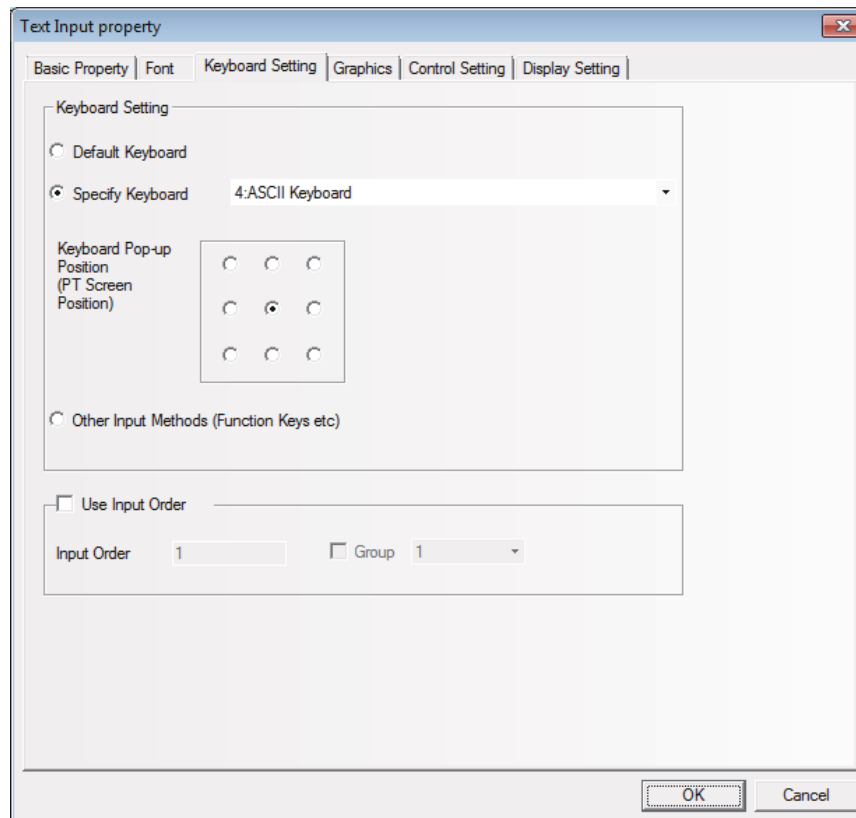 Text Input property
Basic Property Font Keyboard Setting Graphics Control Setting Display Setting
Keyboard Setting
Default Keyboard
Specify Keyboard 4:ASCII Keyboard
Keyboard Pop-up
Position
(PT Screen
Position)
Other Input Methods (Function Keys etc)
Use Input Order
Input Order 1 Group 1
OK Cancel